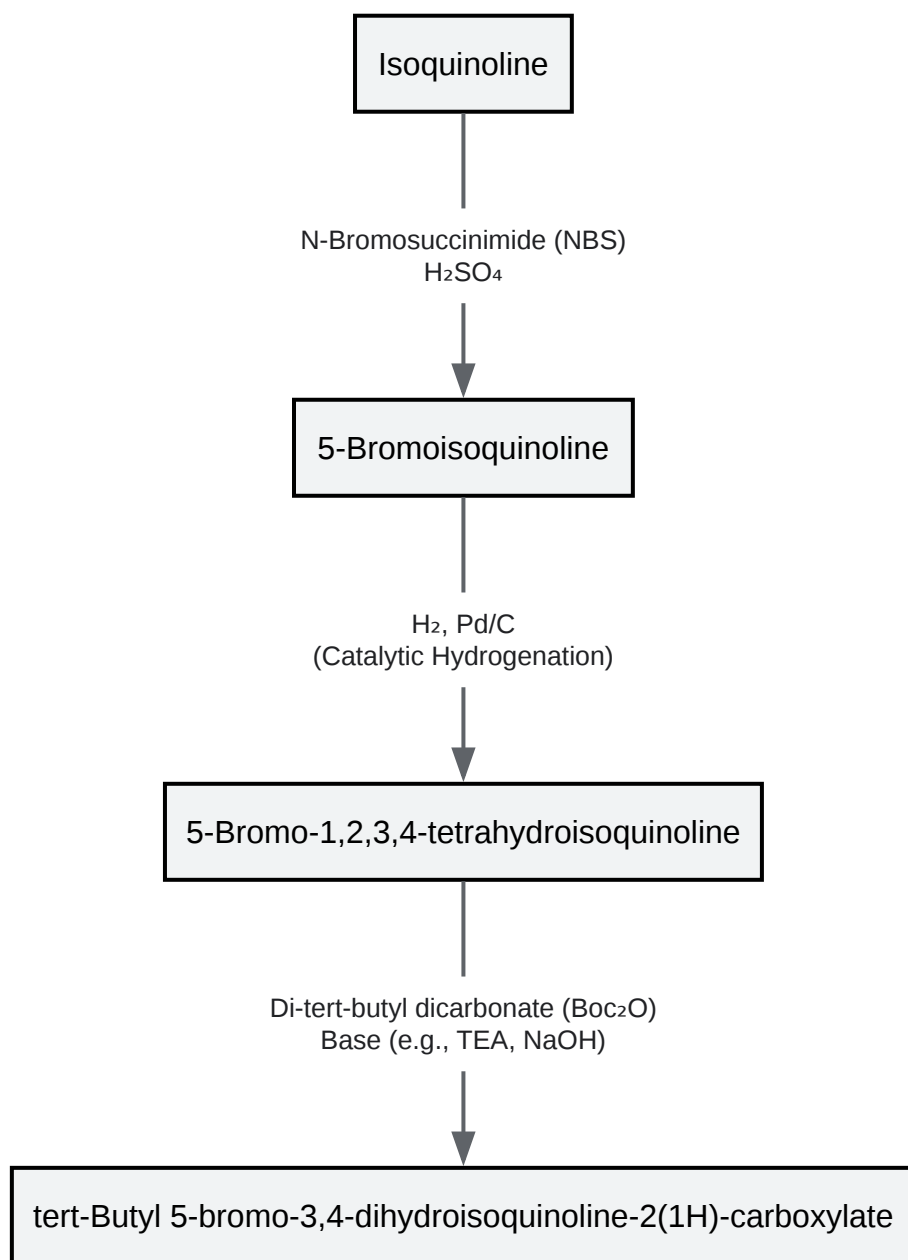 Isoquinoline
N-Bromosuccinimide (NBS)
H₂SO₄
5-Bromoisoquinoline
H₂, Pd/C
(Catalytic Hydrogenation)
5-Bromo-1,2,3,4-tetrahydroisoquinoline
Di-tert-butyl dicarbonate (Boc₂O)
Base (e.g., TEA, NaOH)
tert-Butyl 5-bromo-3,4-dihydroisoquinoline-2(1H)-carboxylate